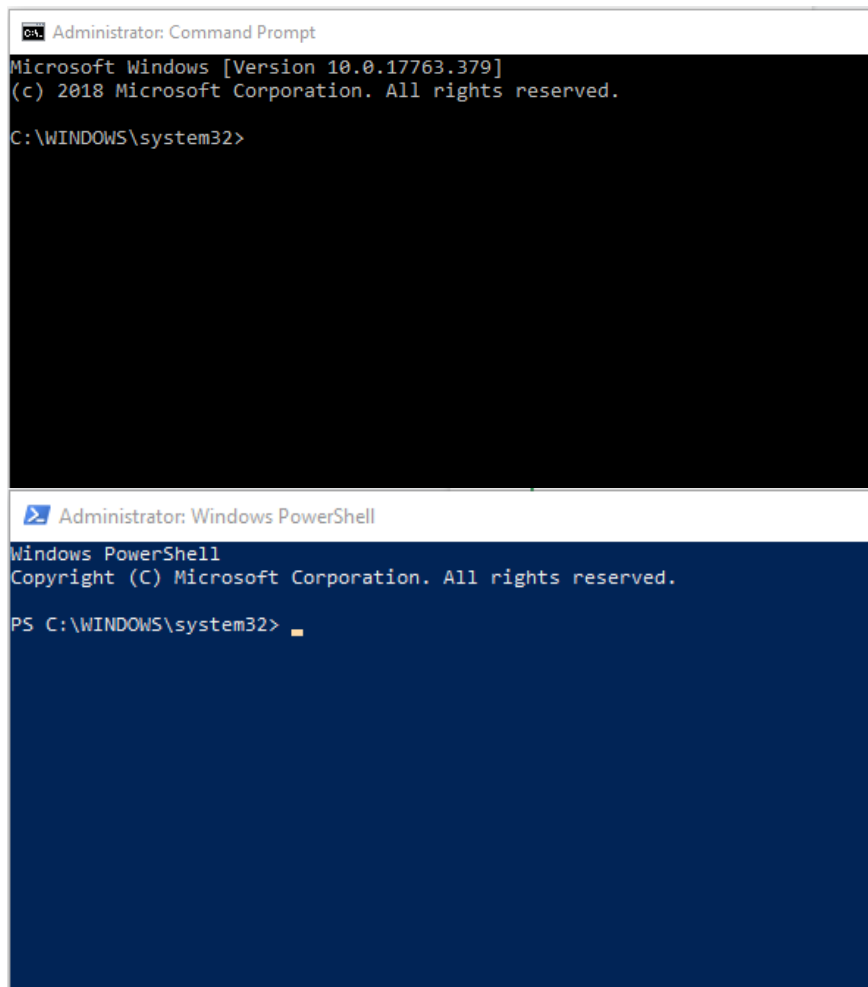 Administrator: Command Prompt
Microsoft Windows [Version 10.0.17763.379]
(c) 2018 Microsoft Corporation. All rights reserved.
C:\WINDOWS\system32>
Administrator: Windows PowerShell
Windows PowerShell
Copyright (C) Microsoft Corporation. All rights reserved.
PS C:\WINDOWS\system32>